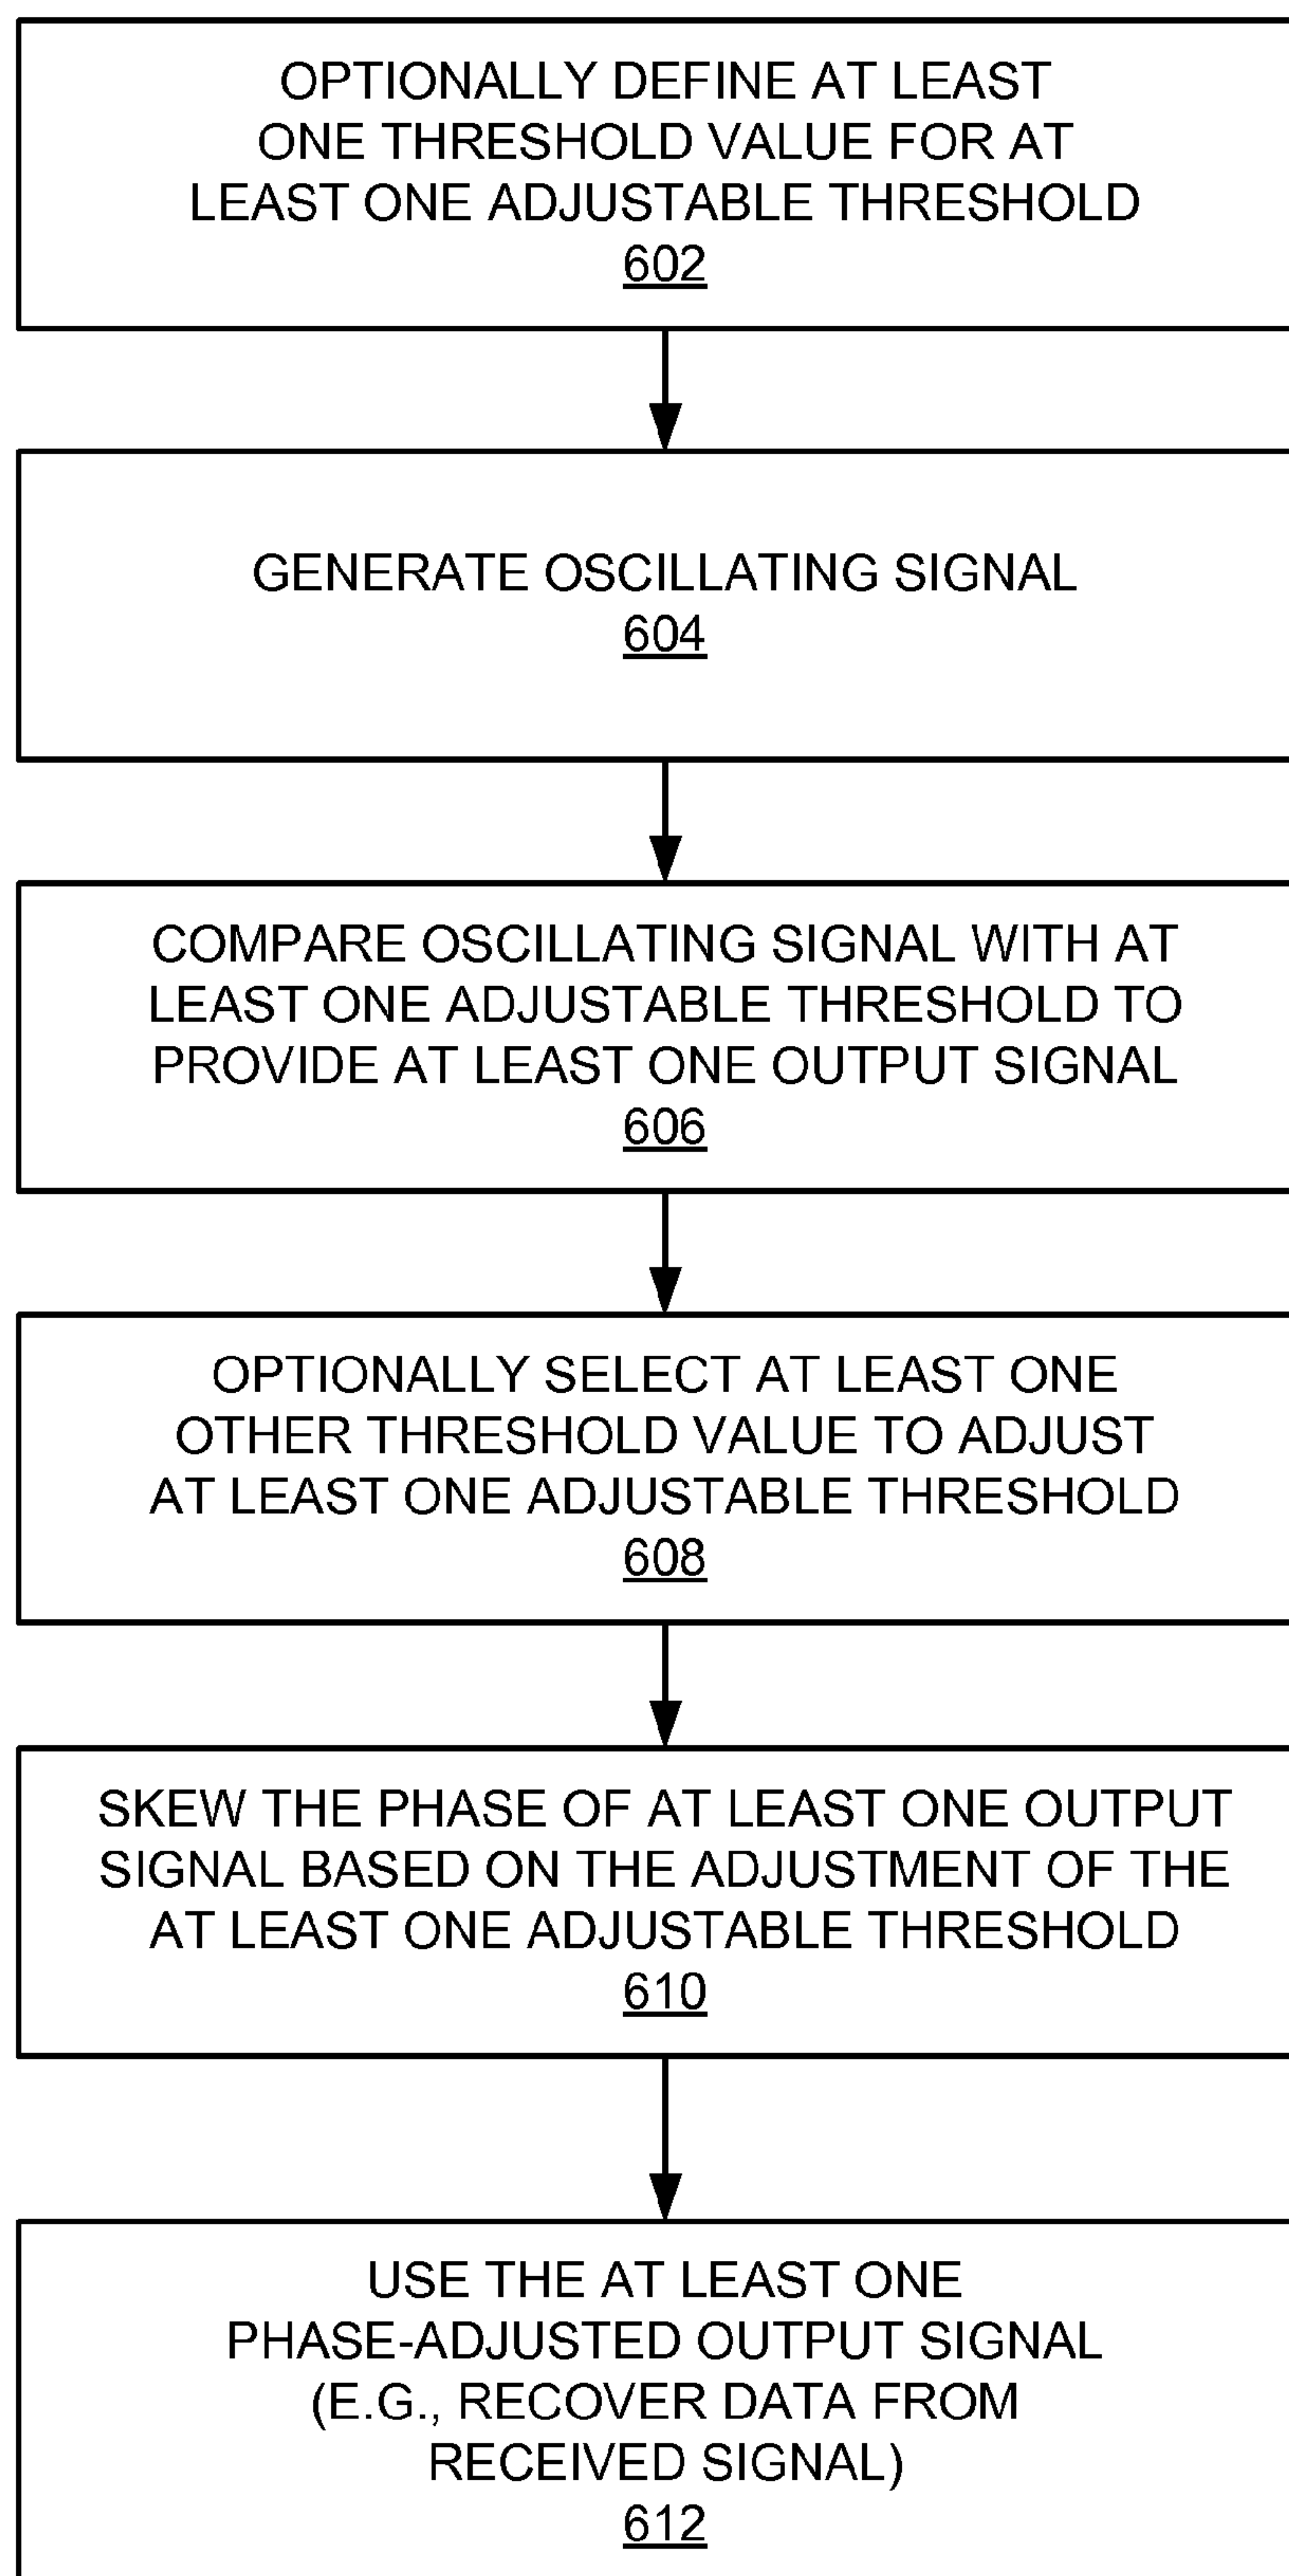 OPTIONALLY DEFINE AT LEAST
ONE THRESHOLD VALUE FOR AT
LEAST ONE ADJUSTABLE THRESHOLD
602
GENERATE OSCILLATING SIGNAL
604
COMPARE OSCILLATING SIGNAL WITH AT
LEAST ONE ADJUSTABLE THRESHOLD TO
PROVIDE AT LEAST ONE OUTPUT SIGNAL
606
OPTIONALLY SELECT AT LEAST ONE
OTHER THRESHOLD VALUE TO ADJUST
AT LEAST ONE ADJUSTABLE THRESHOLD
608
SKEW THE PHASE OF AT LEAST ONE OUTPUT
SIGNAL BASED ON THE ADJUSTMENT OF THE
AT LEAST ONE ADJUSTABLE THRESHOLD
610
USE THE AT LEAST ONE
PHASE-ADJUSTED OUTPUT SIGNAL
(E.G., RECOVER DATA FROM
RECEIVED SIGNAL)
612